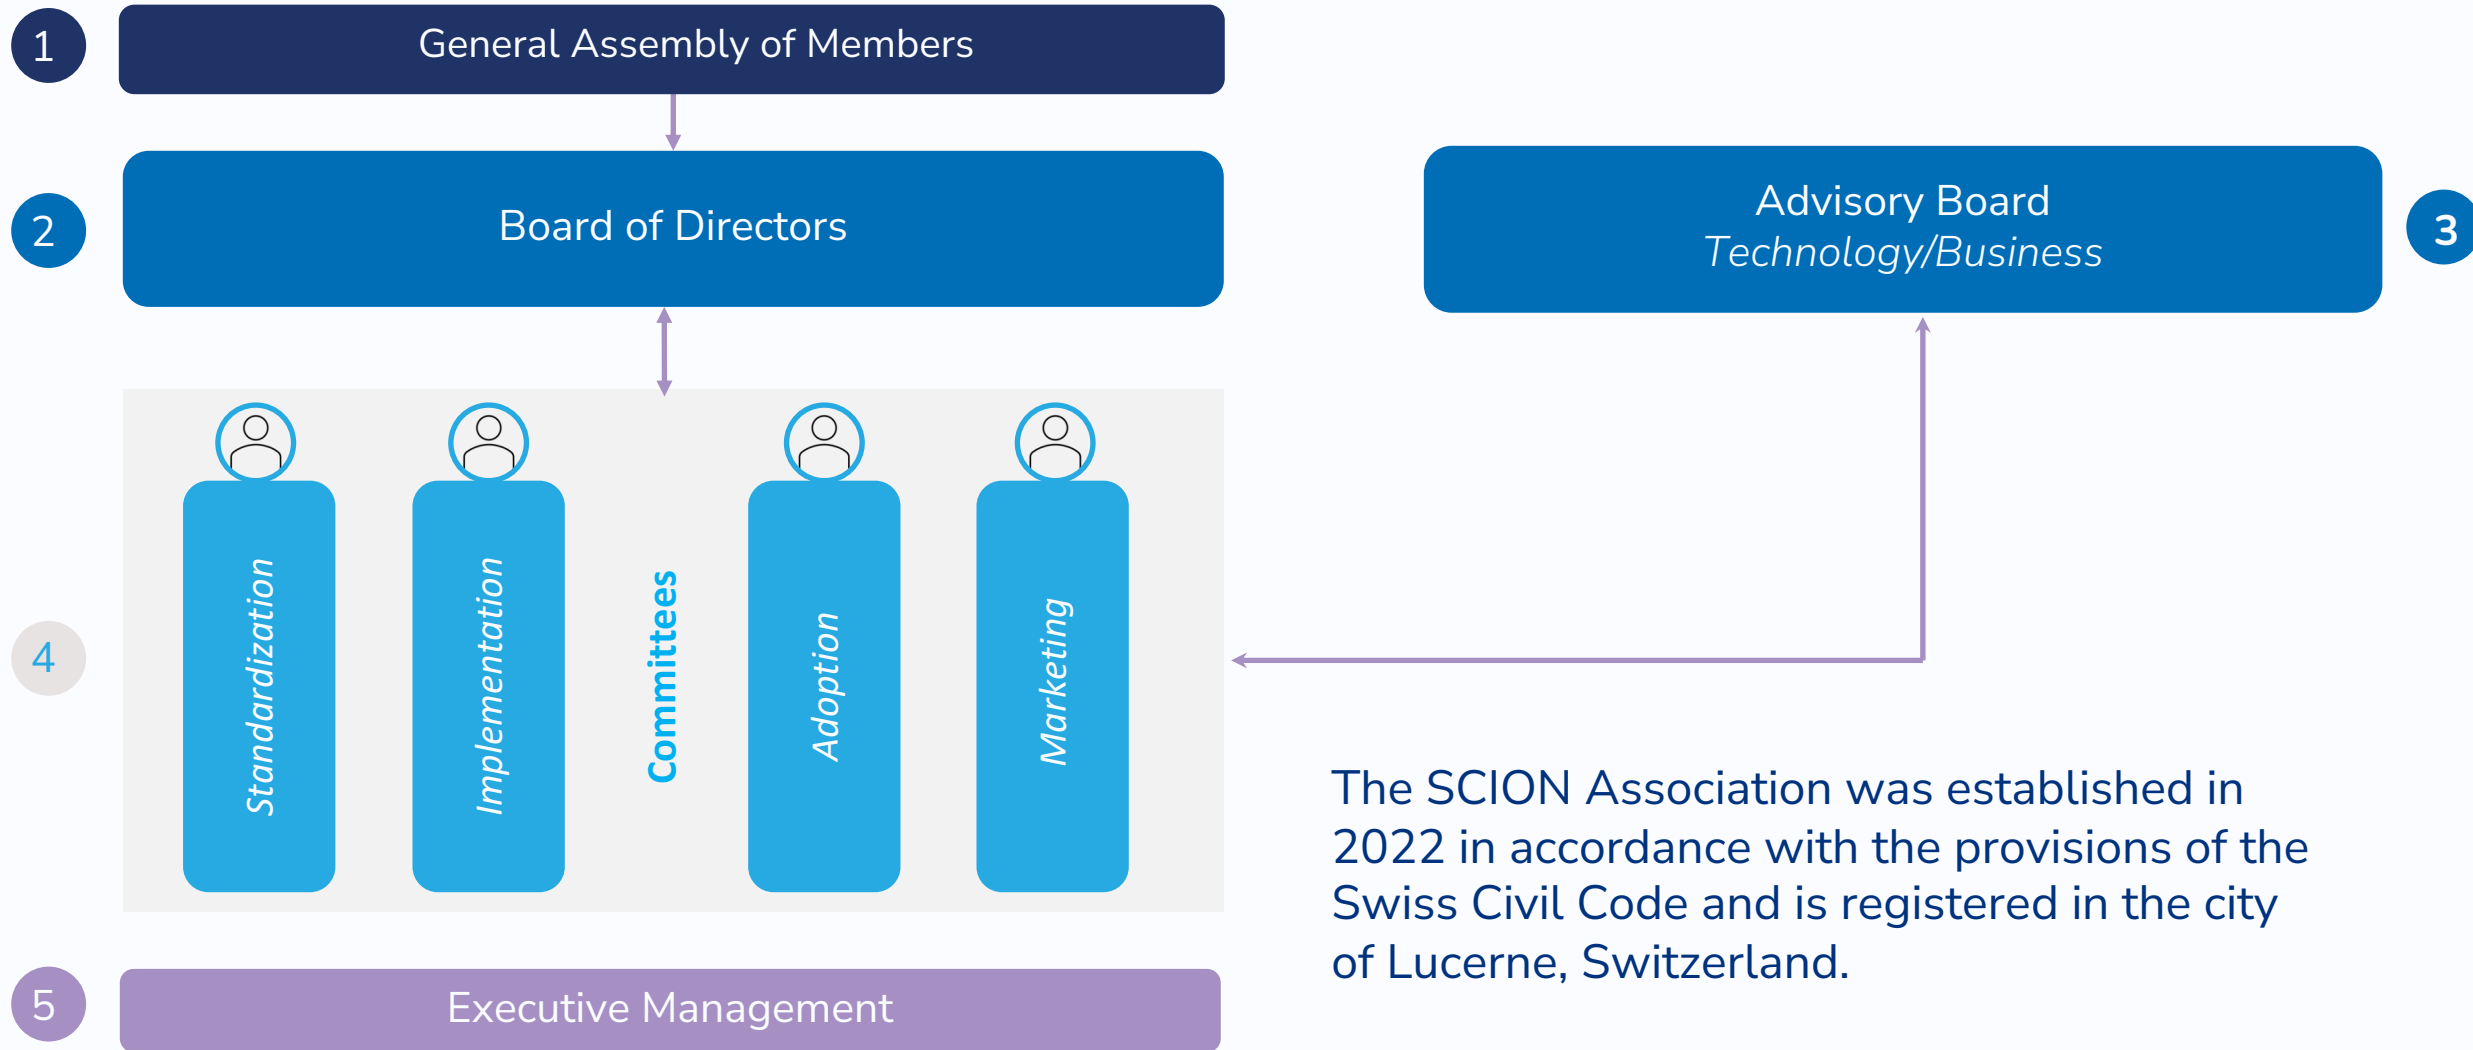 1
General Assembly of Members
2
Board of Directors
Advisory Board
Technology/Business
3
4
Standardization
Implementation
Committees
Adoption
Marketing
The SCION Association was established in
2022 in accordance with the provisions of the
Swiss Civil Code and is registered in the city
of Lucerne, Switzerland.
5
Executive Management